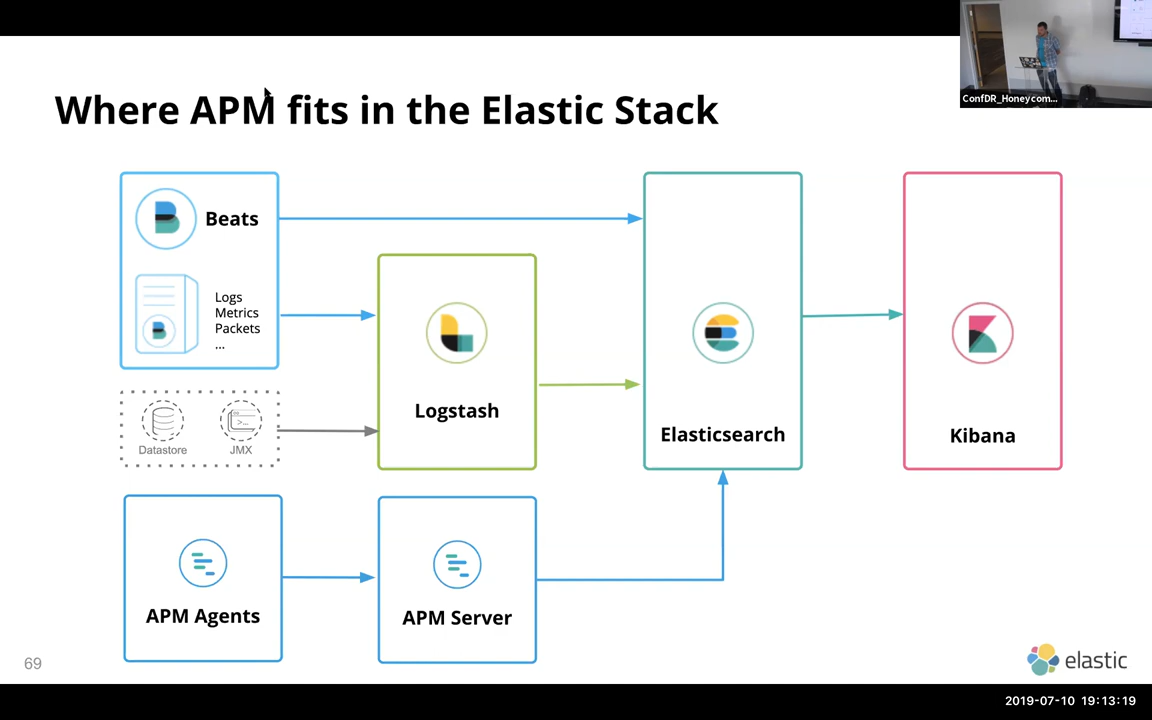 ConfDR_Honeycom...
Where APM fits in the Elastic Stack
Beats
Logs
Metrics
Packets
...
Datastore
JMX
>...
Logstash
Elasticsearch
Kibana
APM Agents
APM Server
69
elastic
2019-07-10 19:13:19